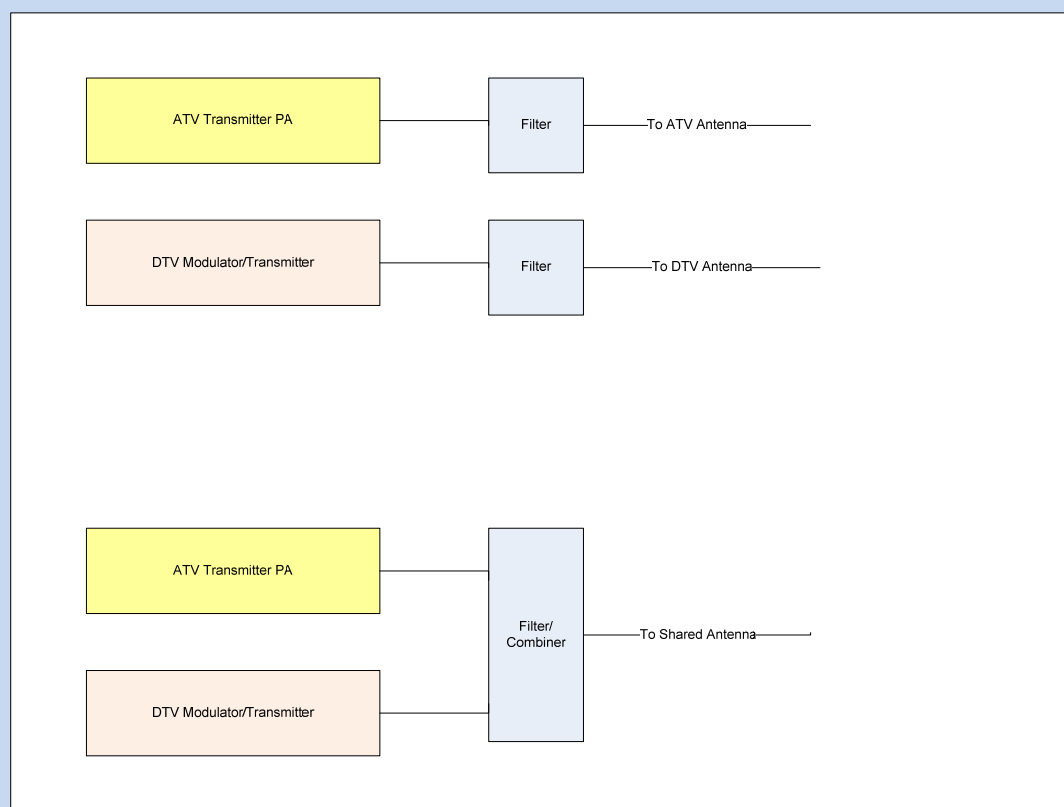 ATV Transmitter PA
Filter
To ATV Antenna
DTV Modulator/Transmitter
Filter
To DTV Antenna
ATV Transmitter PA
Filter/
Combiner
To Shared Antenna
DTV Modulator/Transmitter